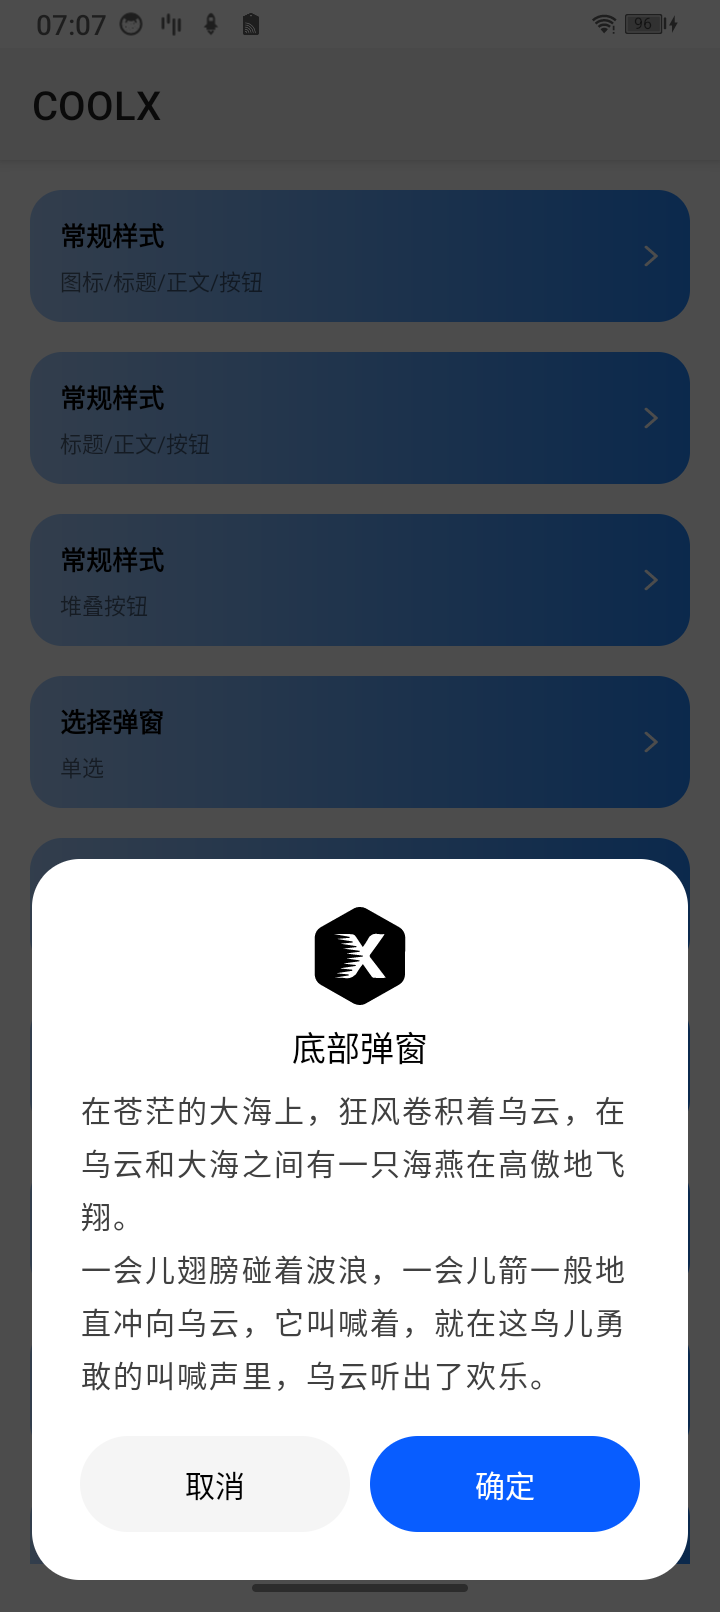 07:07
96
COOLX
常规样式
图标/标题/正文/按钮
常规样式
标题/正文/按钮
常规样式
堆叠按钮
选择弹窗
单选
X
底部弹窗
在苍茫的大海上，狂风卷积着乌云，在
乌云和大海之间有一只海燕在高傲地飞
翔。
一会儿翅膀碰着波浪，一会儿箭一般地
直冲向乌云，它叫喊着，就在这鸟儿勇
敢的叫喊声里，乌云听出了欢乐。
取消
确定